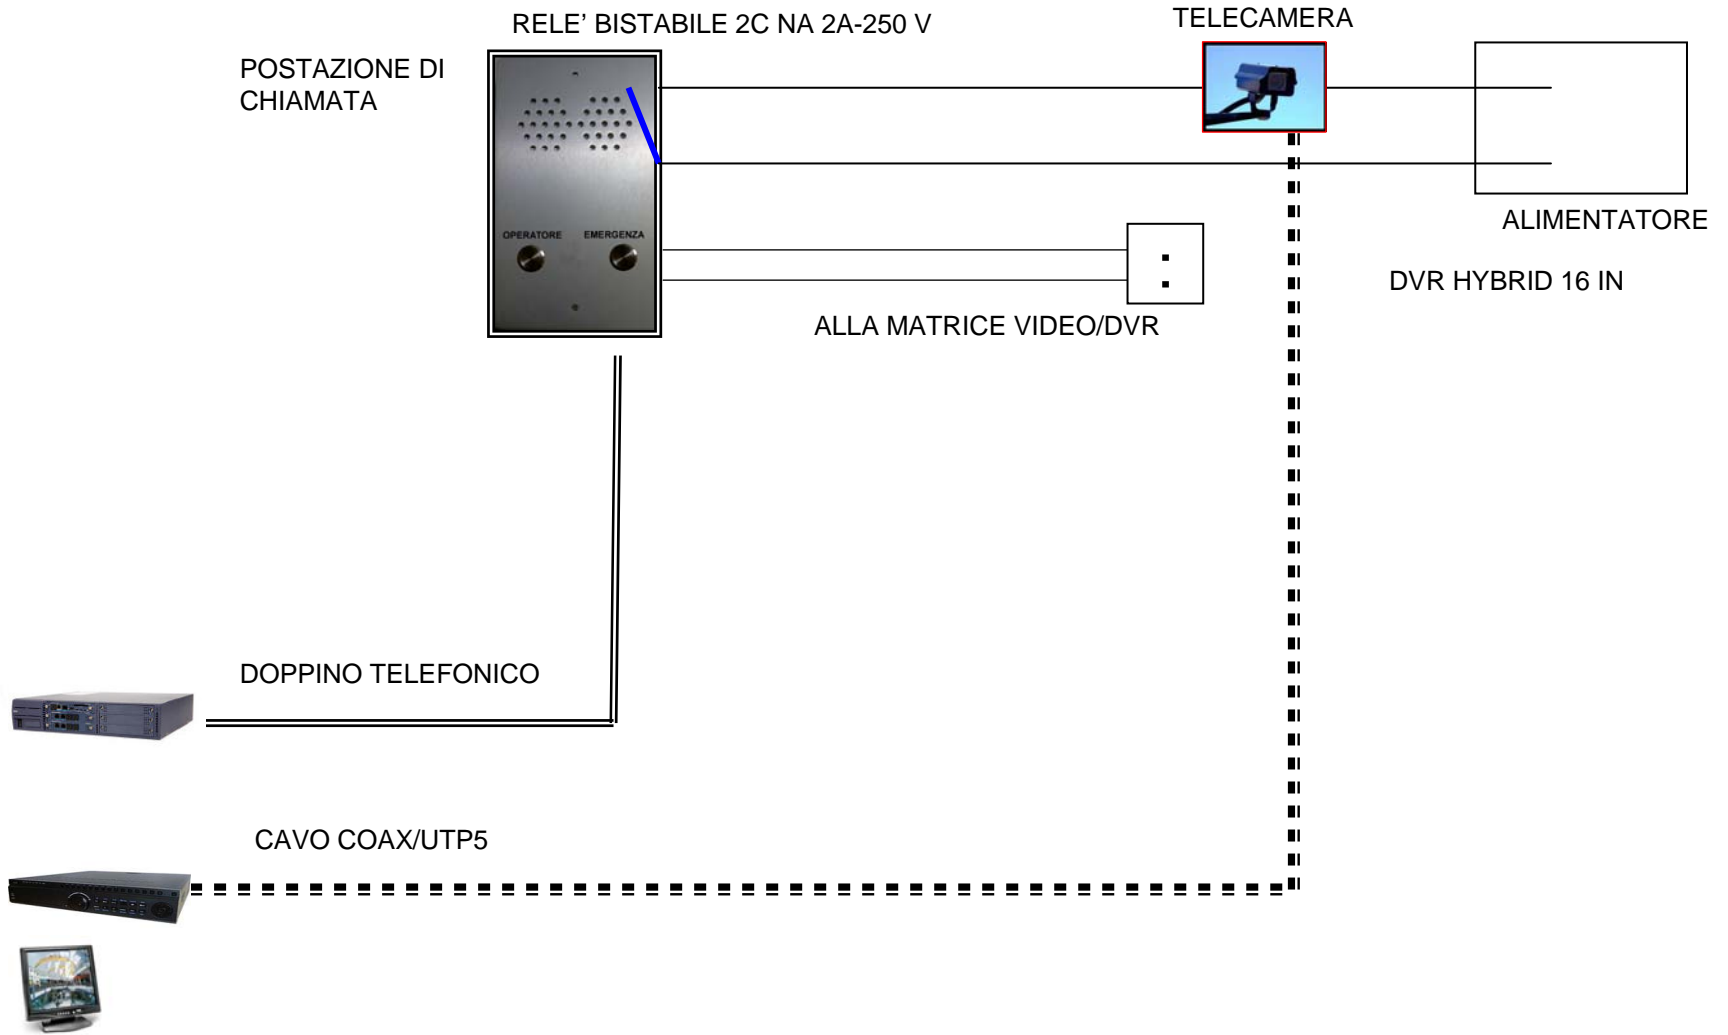 RELE’ BISTABILE 2C NA 2A-250 V
TELECAMERA
POSTAZIONE DI
CHIAMATA
OPERATORE EMERGENZA
ALIMENTATORE
DVR HYBRID 16 IN
ALLA MATRICE VIDEO/DVR
DOPPINO TELEFONICO
CAVO COAX/UTP5